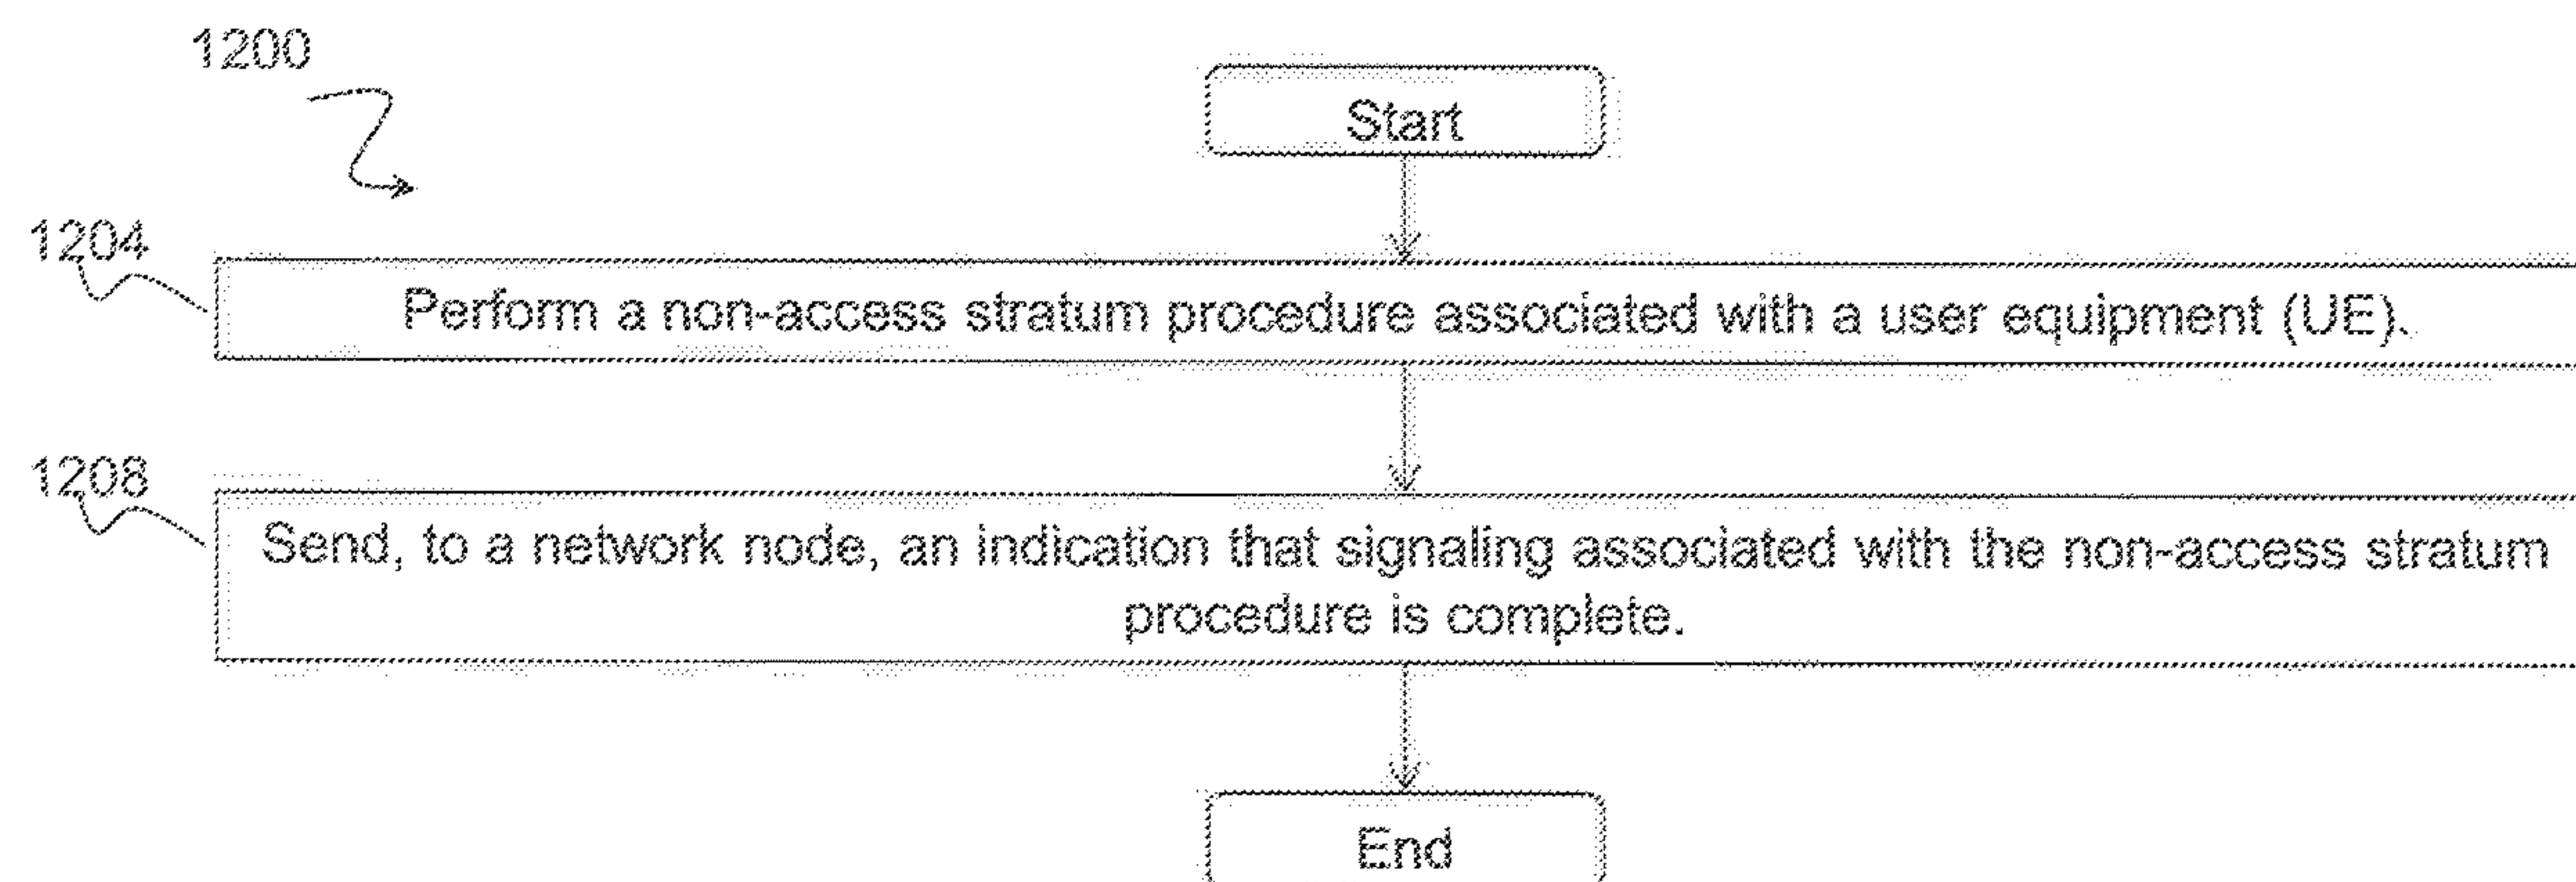 1200
Start
1204
Perform a non-access stratum procedure associated with a user equipment (UE).
1208
Send, to a network node, an indication that signaling associated with the non-access stratum
procedure is complete.
End